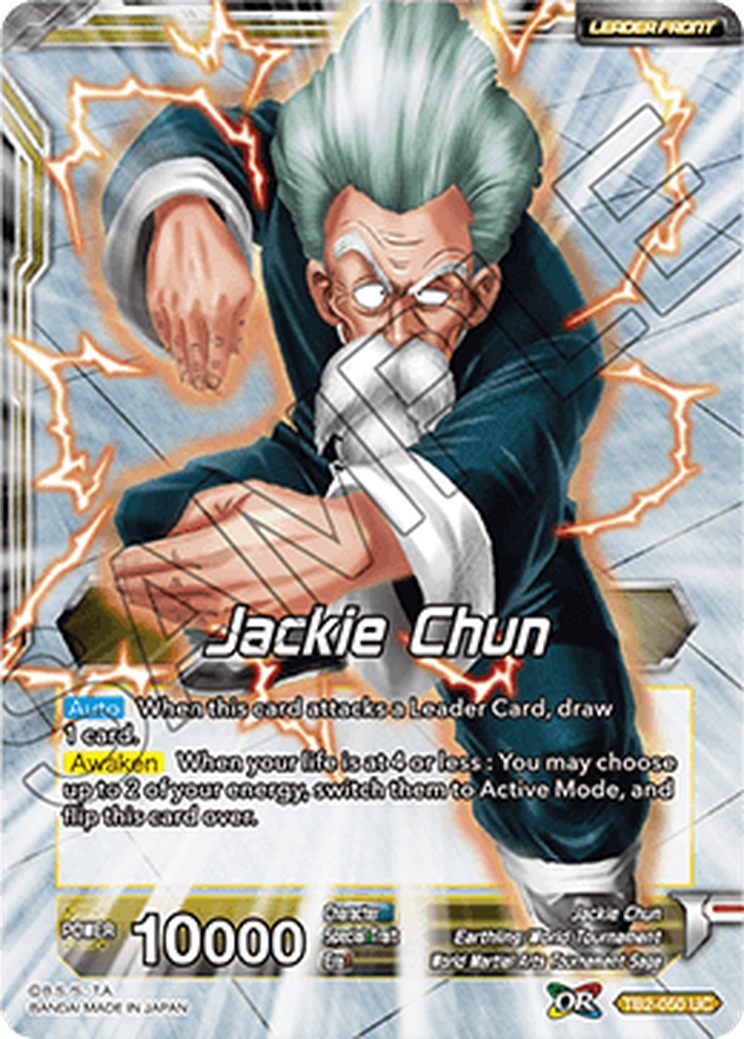 LEADER FRONT
SAMPLE
Jackie Chun
Auto When this card attacks a Leader Card, draw
1 card.
Awaken When your life is at 4 or less : You may choose
up to 2 of your energy, switch them to Active Mode, and
flip this card over.
POWER 10000
Character Jackie Chun
Special Trait Earthling, World Tournament
Era World Martial Arts Tournament Saga
© B.S./S., T.A.
BANDAI MADE IN JAPAN
OR TB2-050 UC